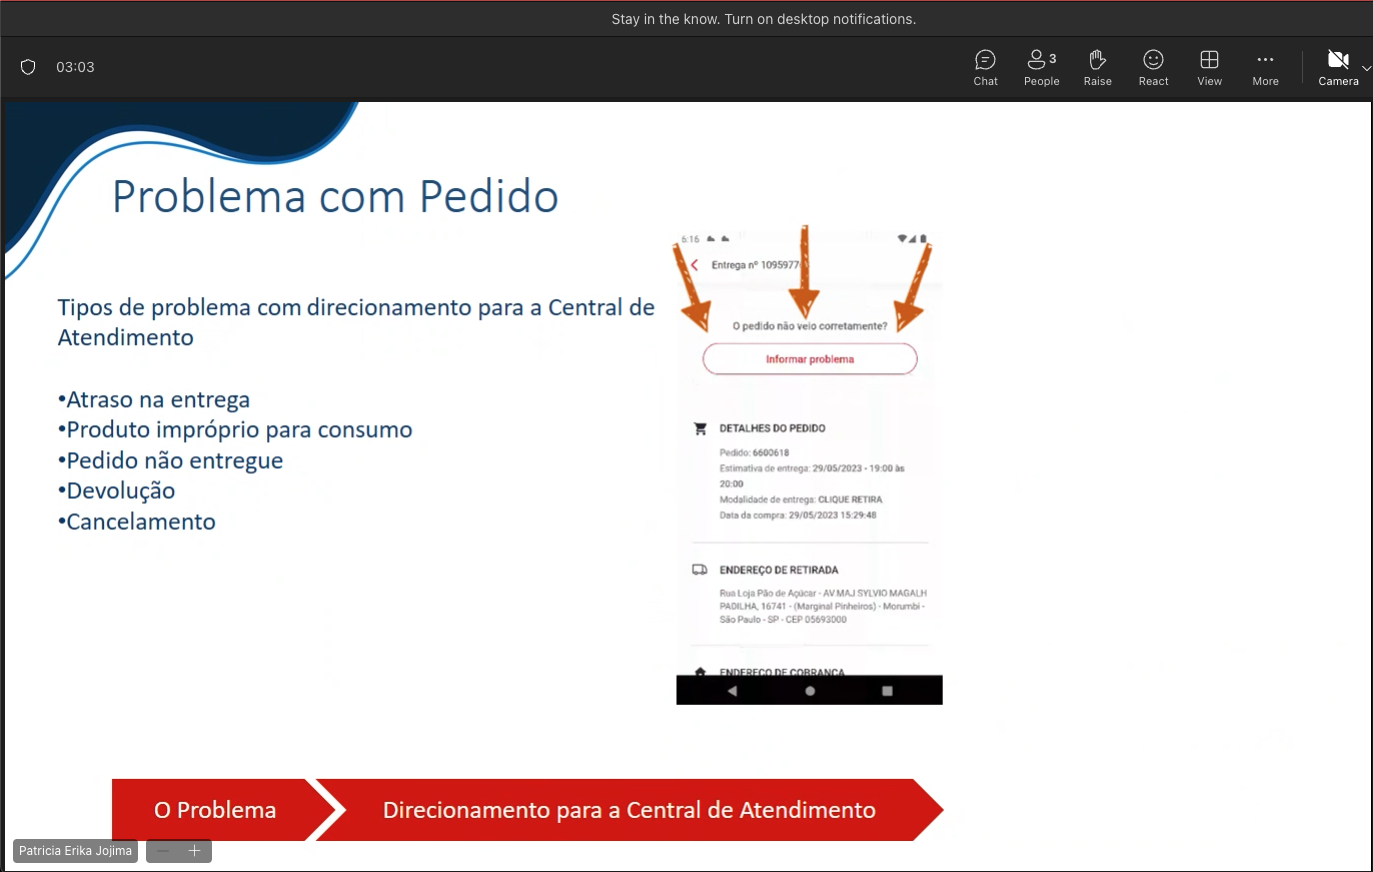 Stay in the know. Turn on desktop notifications.
03:03
Chat
People 3
Raise
React
View
More
Camera
Problema com Pedido
Tipos de problema com direcionamento para a Central de
Atendimento
•Atraso na entrega
•Produto impróprio para consumo
•Pedido não entregue
•Devolução
•Cancelamento
6:16
Entrega nº 1095977
O pedido não veio corretamente?
Informar problema
DETALHES DO PEDIDO
Pedido: 6600618
Estimativa de entrega: 29/05/2023 - 19:00 às
20:00
Modalidade de entrega: CLIQUE RETIRA
Data da compra: 29/05/2023 15:29:48
ENDEREÇO DE RETIRADA
Rua Loja Pão de Açúcar - AV MAJ SYLVIO MAGALH
PADILHA, 16741 - (Marginal Pinheiros) - Morumbi -
São Paulo - SP - CEP 05693000
ENDEREÇO DE COBRANÇA
O Problema
Direcionamento para a Central de Atendimento
Patricia Erika Jojima